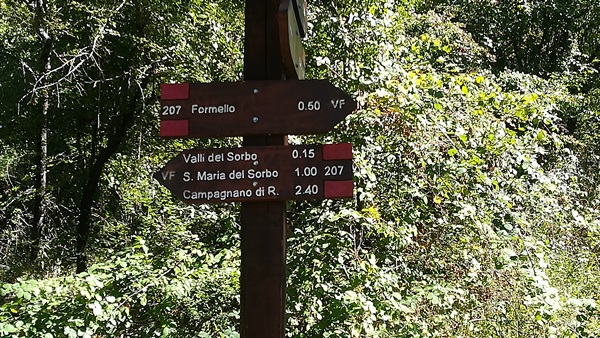 207 Formello 0.50 VF
Valli del Sorbo 0.15
VF S. Maria del Sorbo 1.00 207
Campagnano di R. 2.40